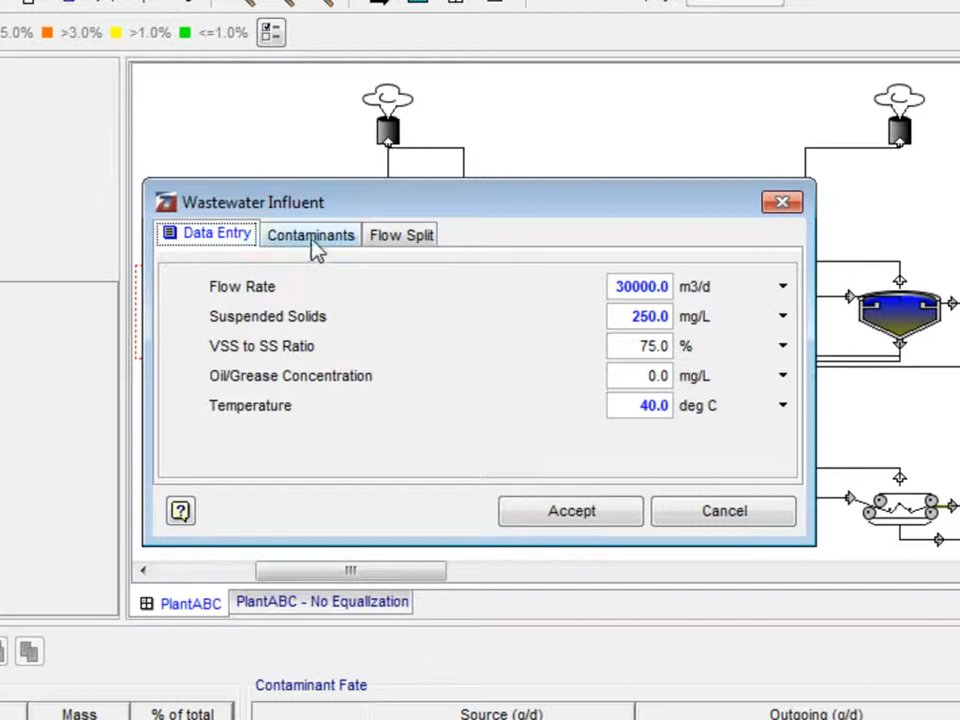 5.0% >3.0% >1.0% <=1.0%
Wastewater Influent
Data Entry Contaminants Flow Split
Flow Rate 30000.0 m3/d
Suspended Solids 250.0 mg/L
VSS to SS Ratio 75.0 %
Oil/Grease Concentration 0.0 mg/L
Temperature 40.0 deg C
? Accept Cancel
PlantABC PlantABC - No Equalization
Contaminant Fate
Mass % of total Source (g/d) Outgoing (g/d)